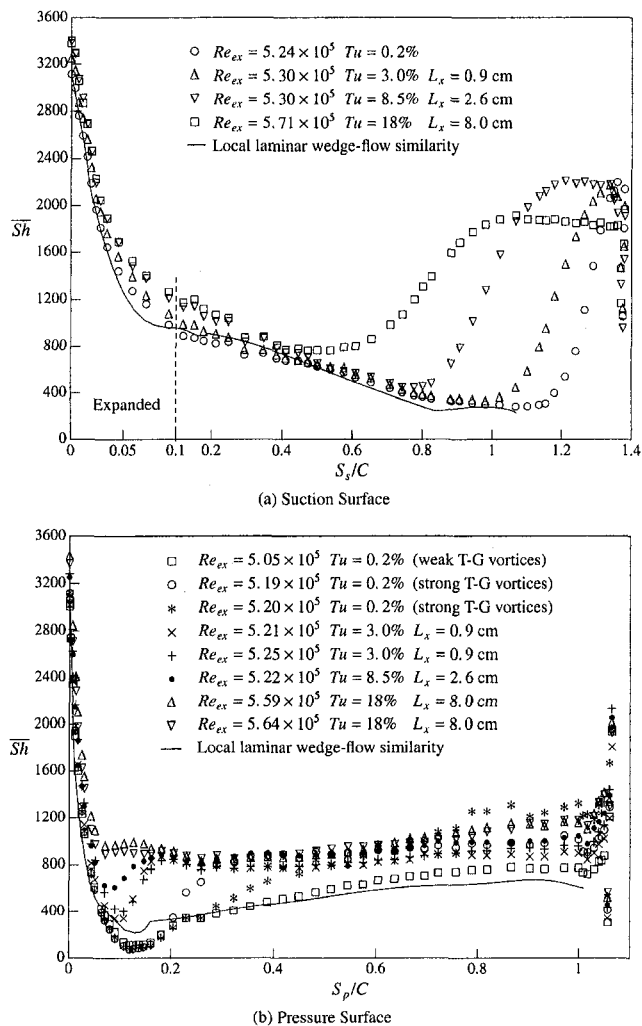 3600
3000
2400
1800
1200
600
0
Sh
○ Re_ex = 5.24 × 10^5 Tu = 0.2%
△ Re_ex = 5.30 × 10^5 Tu = 3.0% L_x = 0.9 cm
▽ Re_ex = 5.30 × 10^5 Tu = 8.5% L_x = 2.6 cm
□ Re_ex = 5.71 × 10^5 Tu = 18% L_x = 8.0 cm
— Local laminar wedge-flow similarity
Expanded
0 0.05 0.1 0.2 0.4 0.6 0.8 1.0 1.2 1.4
S_s/C
(a) Suction Surface
3600
3200
2800
2400
2000
1600
1200
800
400
0
Sh
□ Re_ex = 5.05 × 10^5 Tu = 0.2% (weak T-G vortices)
○ Re_ex = 5.19 × 10^5 Tu = 0.2% (strong T-G vortices)
* Re_ex = 5.20 × 10^5 Tu = 0.2% (strong T-G vortices)
× Re_ex = 5.21 × 10^5 Tu = 3.0% L_x = 0.9 cm
+ Re_ex = 5.25 × 10^5 Tu = 3.0% L_x = 0.9 cm
• Re_ex = 5.22 × 10^5 Tu = 8.5% L_x = 2.6 cm
△ Re_ex = 5.59 × 10^5 Tu = 18% L_x = 8.0 cm
▽ Re_ex = 5.64 × 10^5 Tu = 18% L_x = 8.0 cm
— Local laminar wedge-flow similarity
0 0.2 0.4 0.6 0.8 1
S_p/C
(b) Pressure Surface